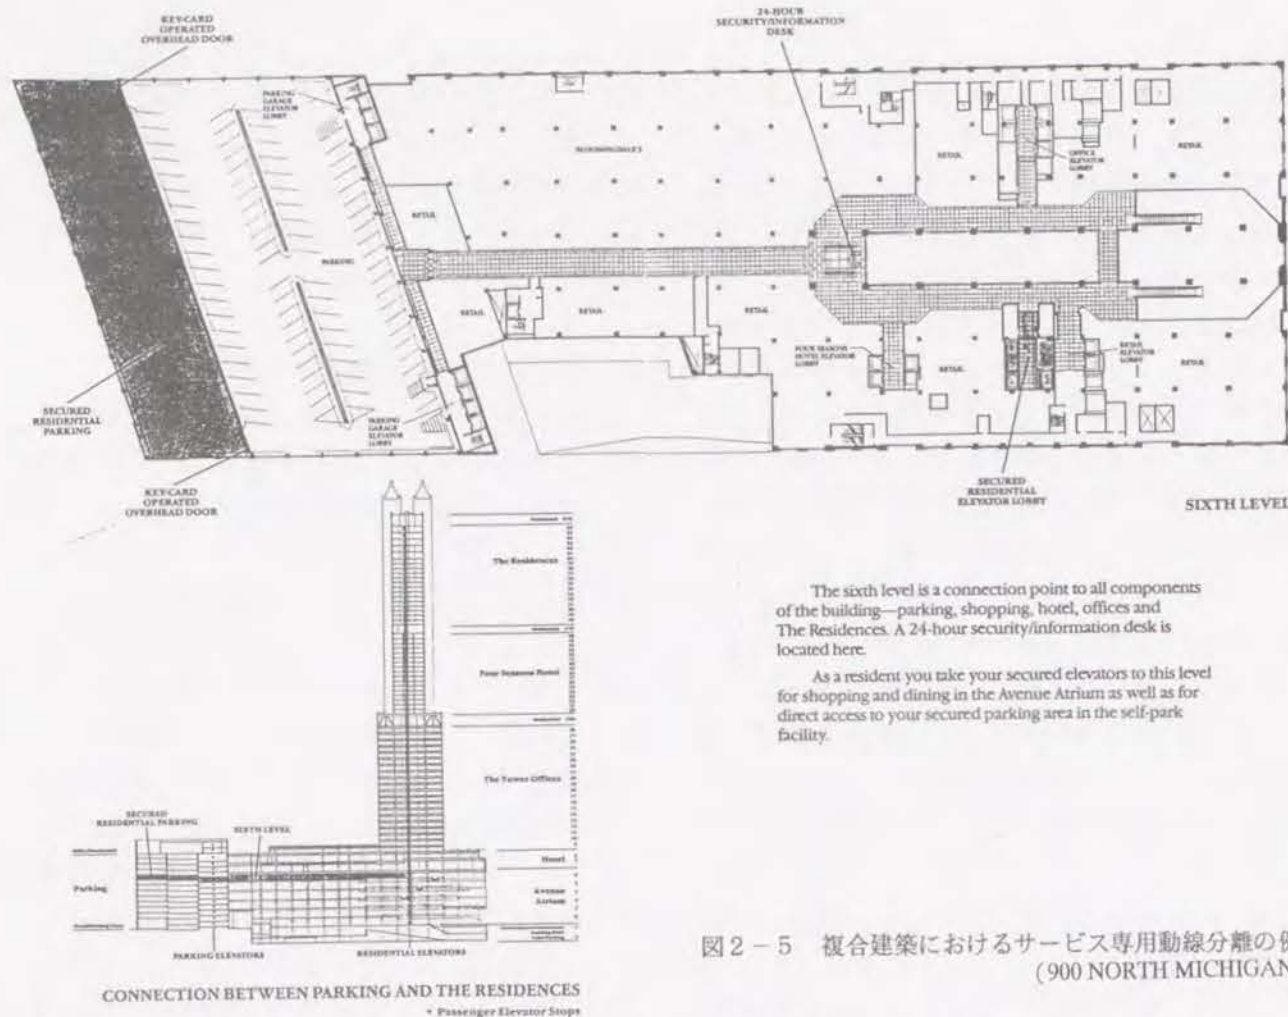 KEY-CARD
OPERATED
OVERHEAD DOOR
24-HOUR
SECURITY/INFORMATION
DESK
PARKING
GARAGE
ELEVATOR
LOBBY
BLOOMINGDALE'S
RETAIL
OFFICE
ELEVATOR
LOBBY
RETAIL
RETAIL
PARKING
RETAIL
RETAIL
RETAIL
FOUR SEASONS
HOTEL ELEVATOR
LOBBY
RETAIL
RETAIL
ELEVATOR
LOBBY
RETAIL
SECURED
RESIDENTIAL
PARKING
PARKING
GARAGE
ELEVATOR
LOBBY
KEY-CARD
OPERATED
OVERHEAD DOOR
SECURED
RESIDENTIAL
ELEVATOR LOBBY
SIXTH LEVEL
The sixth level is a connection point to all components
of the building—parking, shopping, hotel, offices and
The Residences. A 24-hour security/information desk is
located here.
As a resident you take your secured elevators to this level
for shopping and dining in the Avenue Atrium as well as for
direct access to your secured parking area in the self-park
facility.
The Residences
Four Seasons Hotel
The Tower Offices
SECURED
RESIDENTIAL PARKING
SIXTH LEVEL
Hotel
Parking
Avenue
Atrium
PARKING ELEVATORS
RESIDENTIAL ELEVATORS
CONNECTION BETWEEN PARKING AND THE RESIDENCES
• Passenger Elevator Stops
図2-5 複合建築におけるサービス専用動線分離の
(900 NORTH MICHIGAN